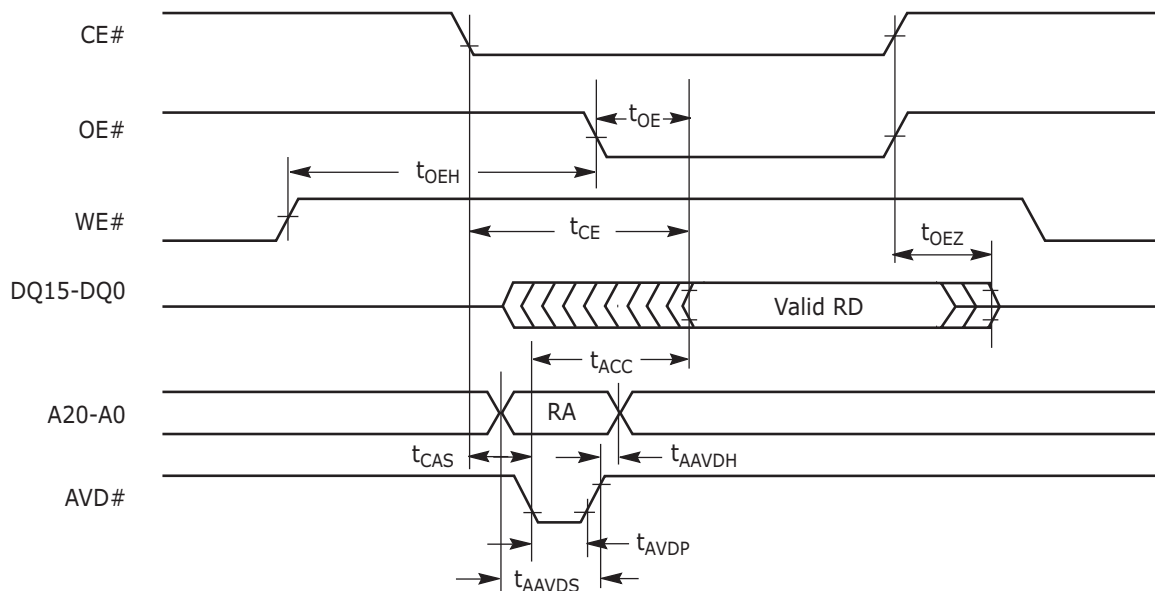 CE#
OE#
tOE
tOEH
WE#
tCE
tOEZ
DQ15-DQ0
Valid RD
tACC
A20-A0
RA
tCAS
tAAVDH
AVD#
tAVDP
tAAVDS